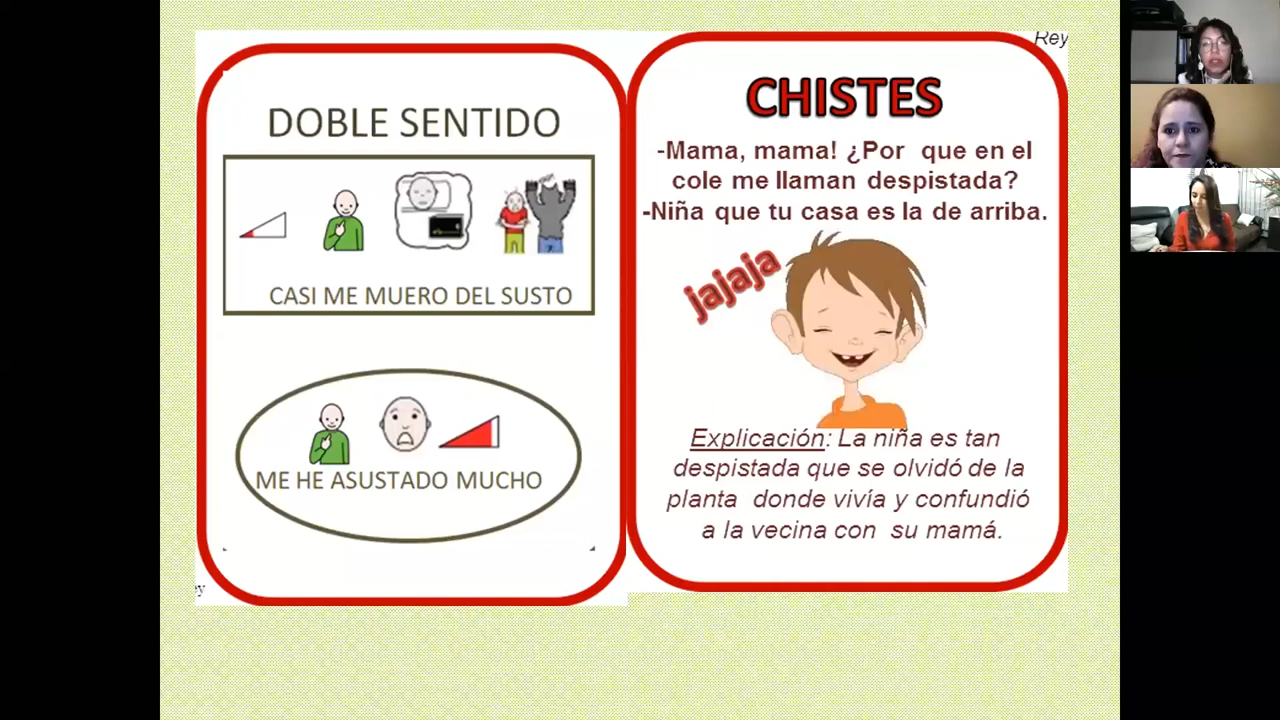 DOBLE SENTIDO
CASI ME MUERO DEL SUSTO
ME HE ASUSTADO MUCHO
ey
Rey
CHISTES
-Mama, mama! ¿Por que en el
cole me llaman despistada?
-Niña que tu casa es la de arriba.
jajaja
Explicación: La niña es tan
despistada que se olvidó de la
planta donde vivía y confundió
a la vecina con su mamá.